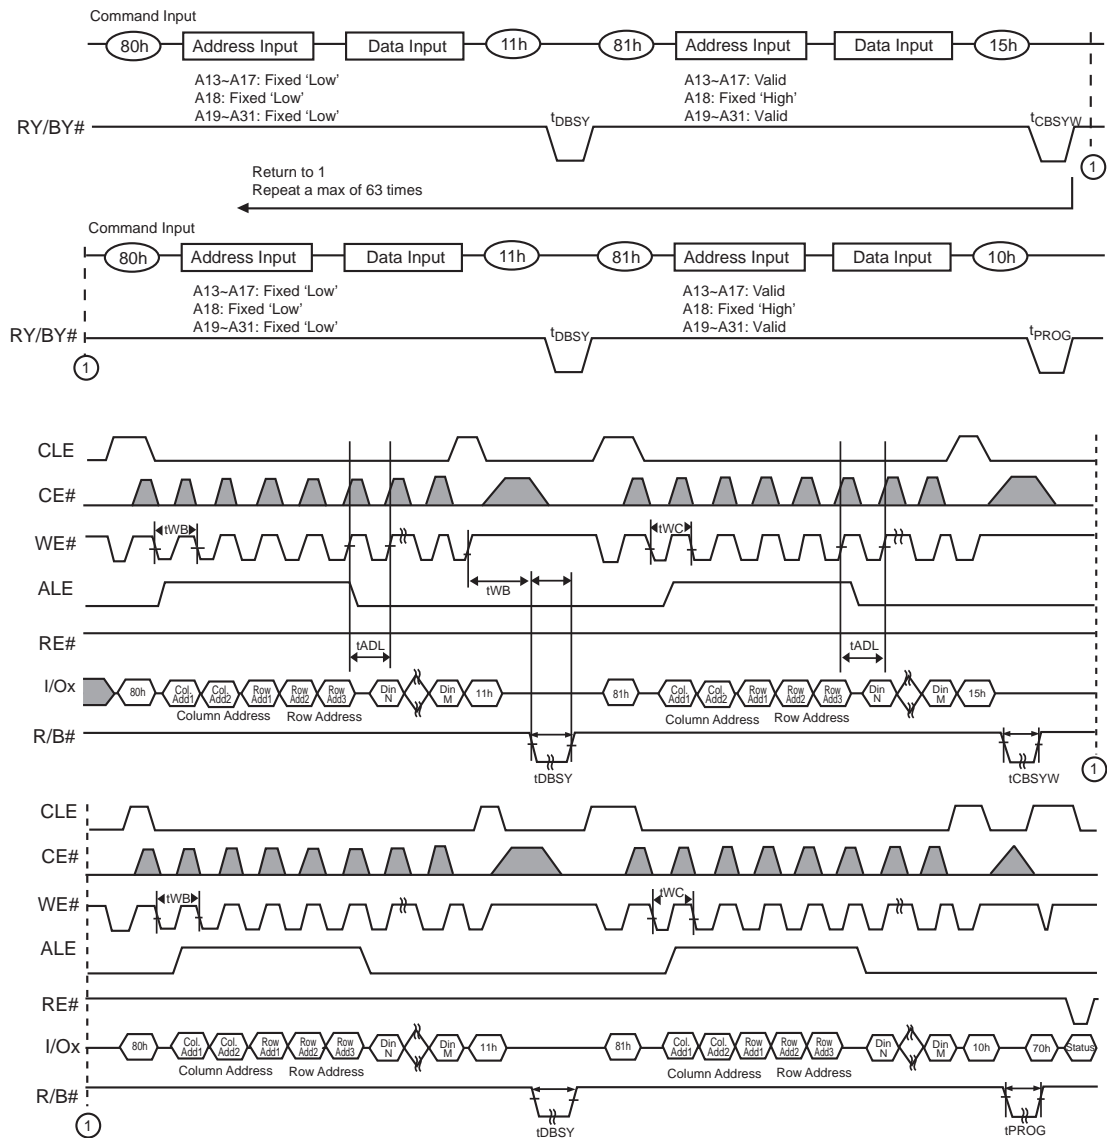 Command Input
80h Address Input Data Input 11h 81h Address Input Data Input 15h
A13~A17: Fixed 'Low' A13~A17: Valid
A18: Fixed 'Low' A18: Fixed 'High'
A19~A31: Fixed 'Low' A19~A31: Valid
RY/BY# tDBSY tCBSYW
1
Return to 1
Repeat a max of 63 times
Command Input
80h Address Input Data Input 11h 81h Address Input Data Input 10h
A13~A17: Fixed 'Low' A13~A17: Valid
A18: Fixed 'Low' A18: Fixed 'High'
A19~A31: Fixed 'Low' A19~A31: Valid
RY/BY# tDBSY tPROG
1
CLE
CE#
WE# tWB tWC
ALE tWB
RE# tADL tADL
I/Ox 80h Col. Add1 Col. Add2 Row Add1 Row Add2 Row Add3 Din N Din M 11h 81h Col. Add1 Col. Add2 Row Add1 Row Add2 Row Add3 Din N Din M 15h
Column Address Row Address Column Address Row Address
R/B# tDBSY tCBSYW
1
CLE
CE#
WE# tWB tWC
ALE
RE#
I/Ox 80h Col. Add1 Col. Add2 Row Add1 Row Add2 Row Add3 Din N Din M 11h 81h Col. Add1 Col. Add2 Row Add1 Row Add2 Row Add3 Din N Din M 10h 70h Status
Column Address Row Address Column Address Row Address
R/B#
1 tDBSY tPROG